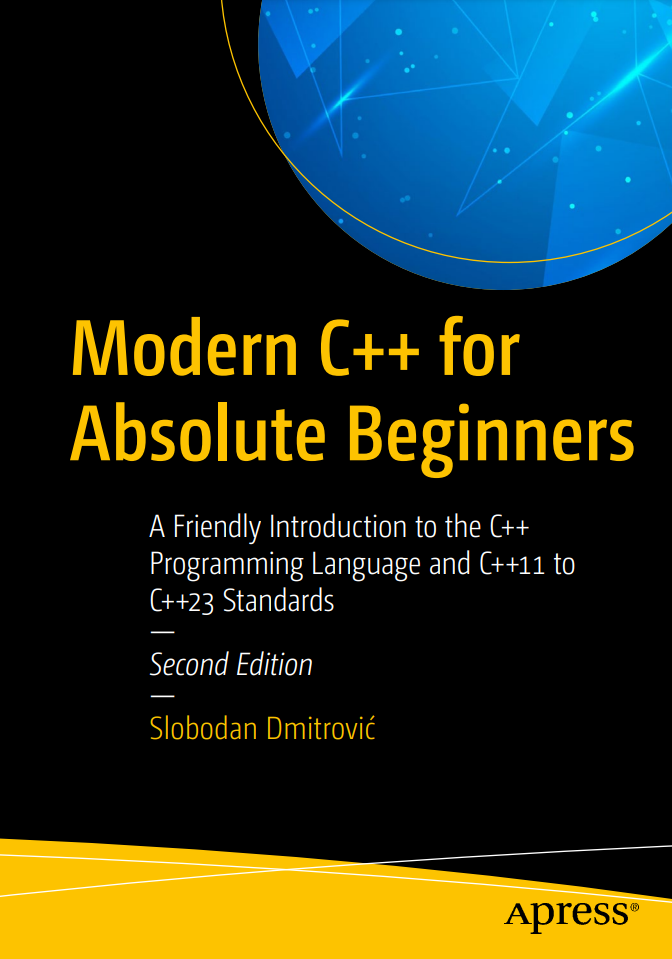 Modern C++ for
Absolute Beginners
A Friendly Introduction to the C++
Programming Language and C++11 to
C++23 Standards
—
Second Edition
—
Slobodan Dmitrović
Apress®